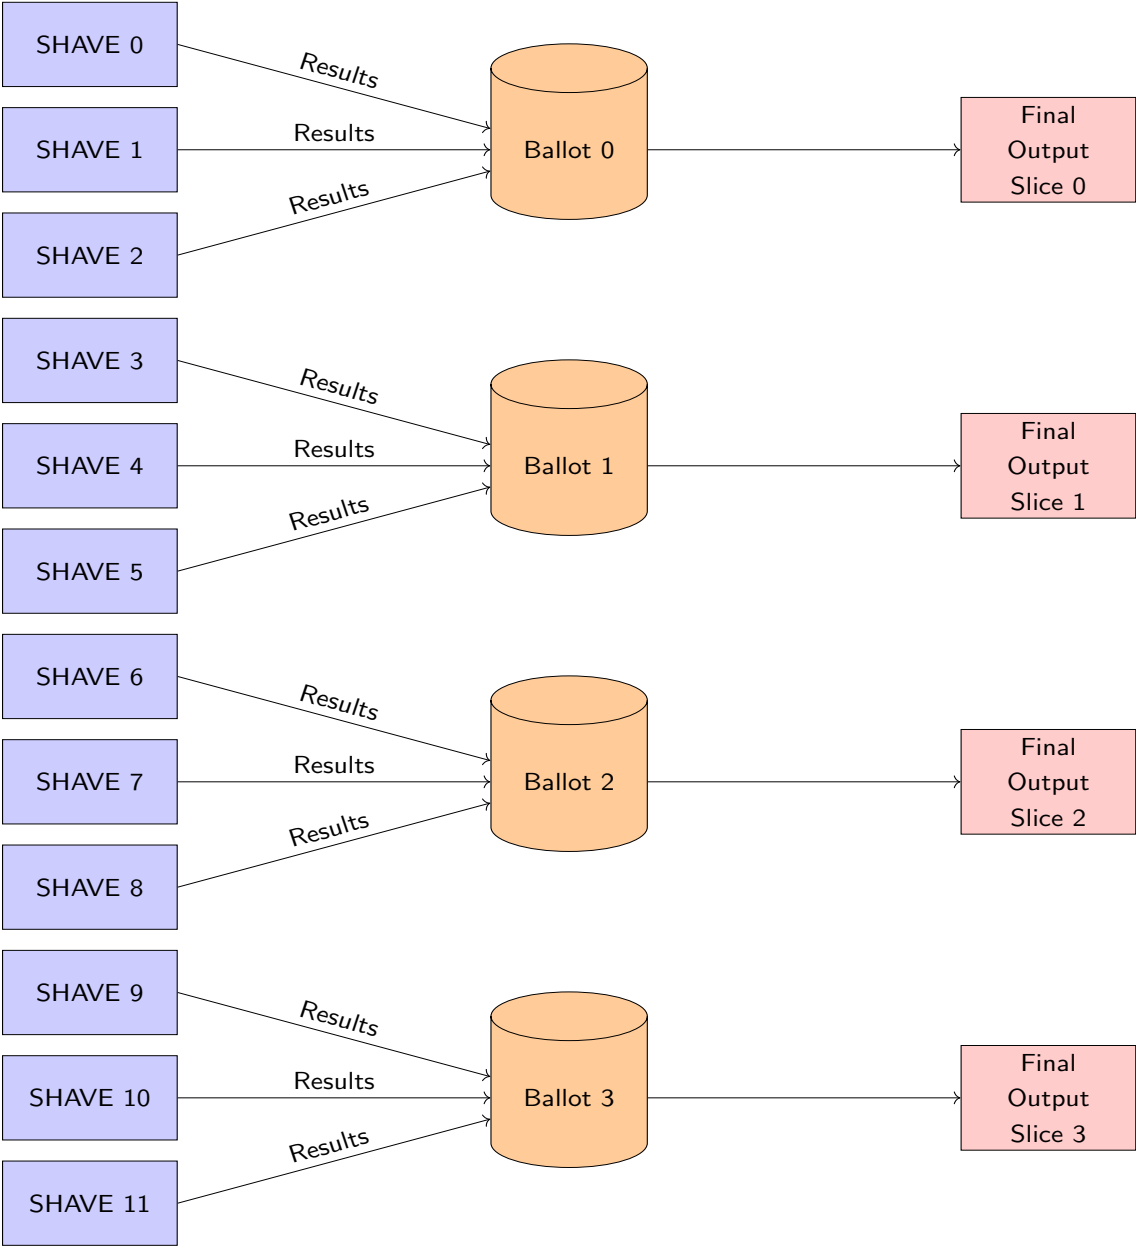 SHAVE 0
Results
SHAVE 1
Results
Ballot 0
Final
Output
Slice 0
Results
SHAVE 2
SHAVE 3
Results
SHAVE 4
Results
Ballot 1
Final
Output
Slice 1
Results
SHAVE 5
SHAVE 6
Results
SHAVE 7
Results
Ballot 2
Final
Output
Slice 2
Results
SHAVE 8
SHAVE 9
Results
SHAVE 10
Results
Ballot 3
Final
Output
Slice 3
Results
SHAVE 11